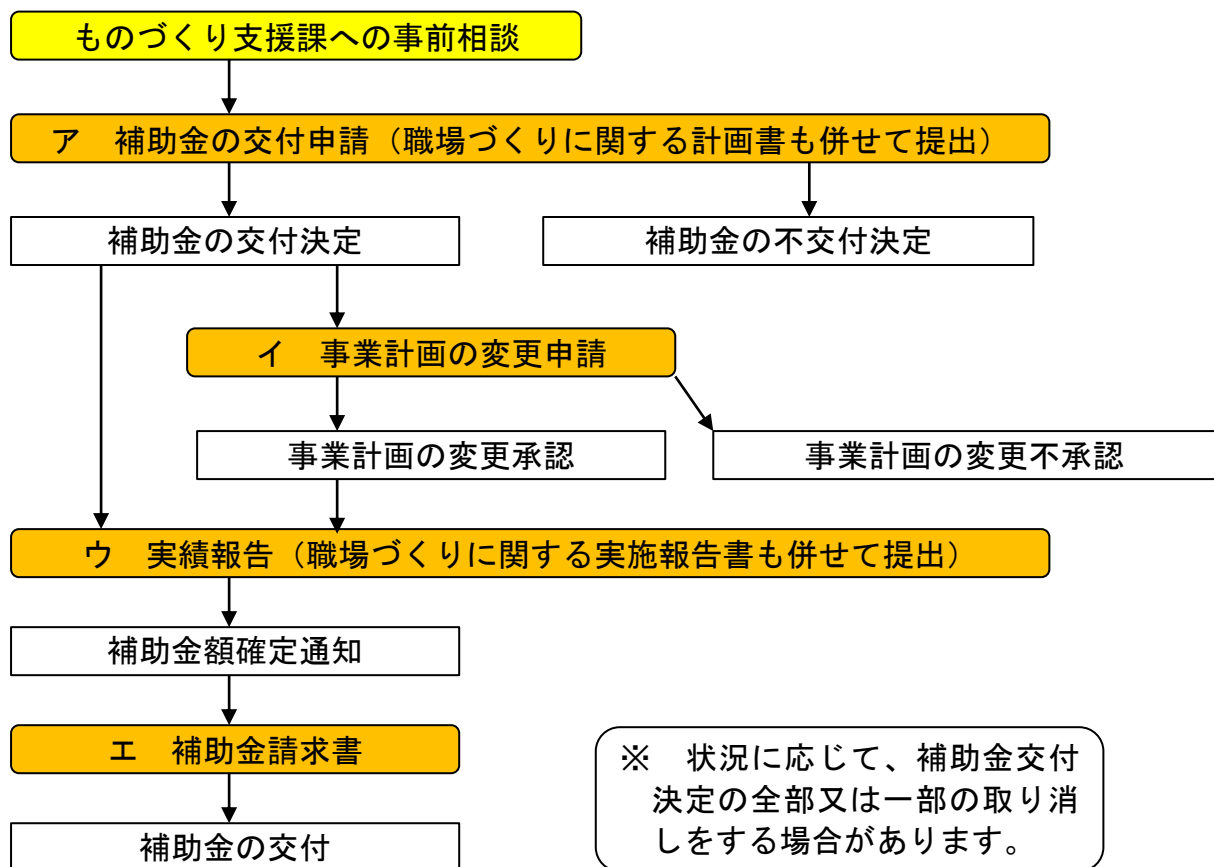 ものづくり支援課への事前相談
ア　補助金の交付申請（職場づくりに関する計画書も併せて提出）
補助金の交付決定
補助金の不交付決定
イ　事業計画の変更申請
事業計画の変更承認
事業計画の変更不承認
ウ　実績報告（職場づくりに関する実施報告書も併せて提出）
補助金額確定通知
エ　補助金請求書
補助金の交付
※　状況に応じて、補助金交付
決定の全部又は一部の取り消
しをする場合があります。